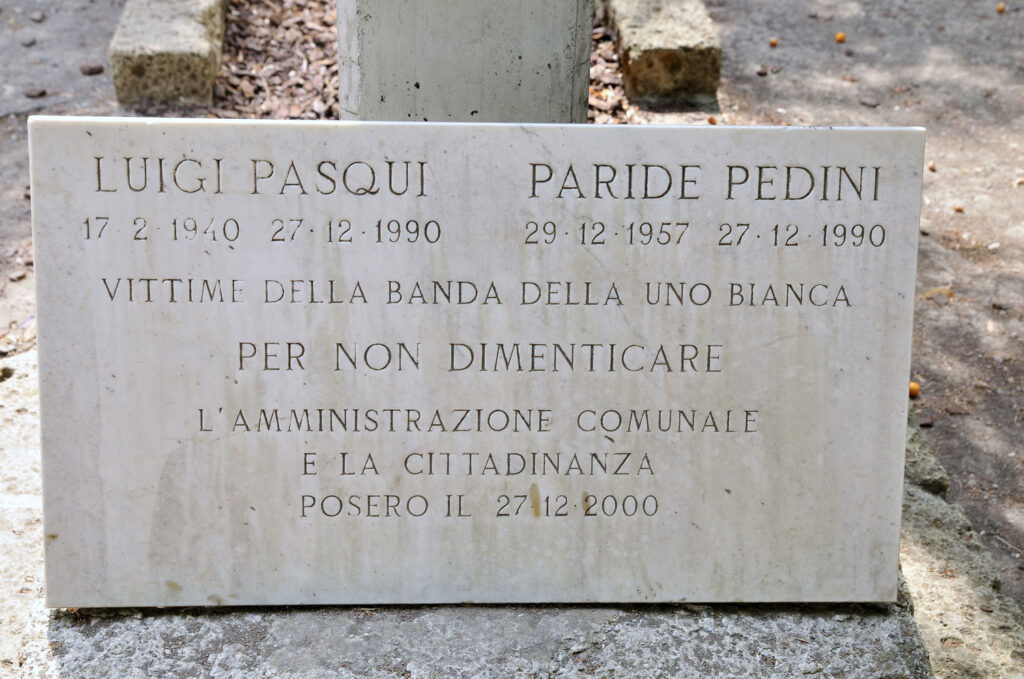 LUIGI PASQUI PARIDE PEDINI
17·2·1940 27·12·1990 29·12·1957 27·12·1990
VITTIME DELLA BANDA DELLA UNO BIANCA
PER NON DIMENTICARE
L'AMMINISTRAZIONE COMUNALE
E LA CITTADINANZA
POSERO IL 27·12·2000